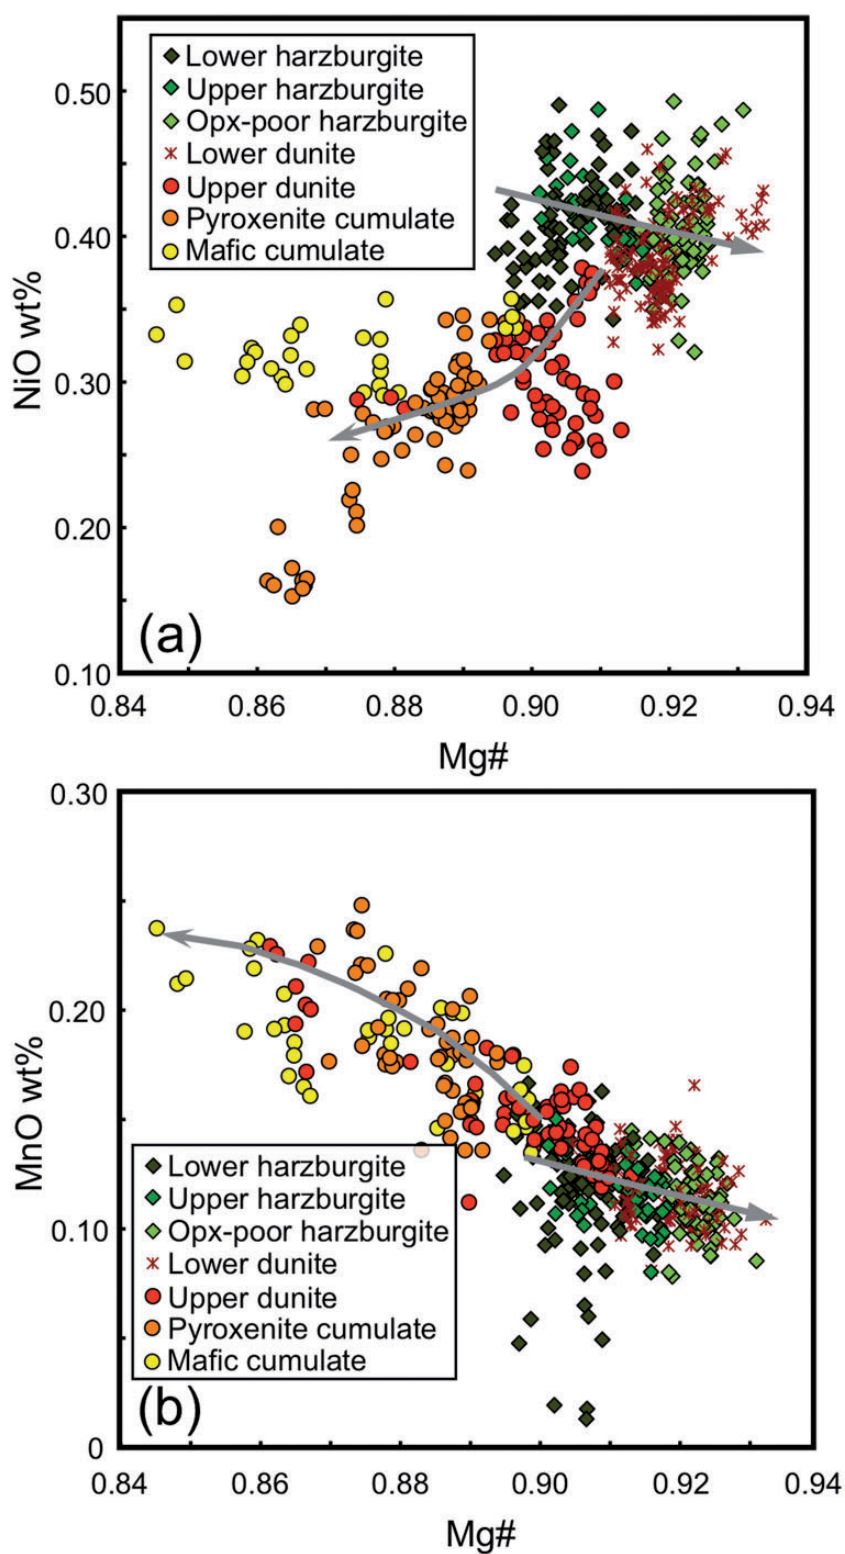 Lower harzburgite
Upper harzburgite
Opx-poor harzburgite
Lower dunite
Upper dunite
Pyroxenite cumulate
Mafic cumulate
0.50
0.40
0.30
0.20
0.10
NiO wt%
(a)
0.84 0.86 0.88 0.90 0.92 0.94
Mg#
0.30
0.20
0.10
0
MnO wt%
Lower harzburgite
Upper harzburgite
Opx-poor harzburgite
Lower dunite
Upper dunite
Pyroxenite cumulate
Mafic cumulate
(b)
0.84 0.86 0.88 0.90 0.92 0.94
Mg#